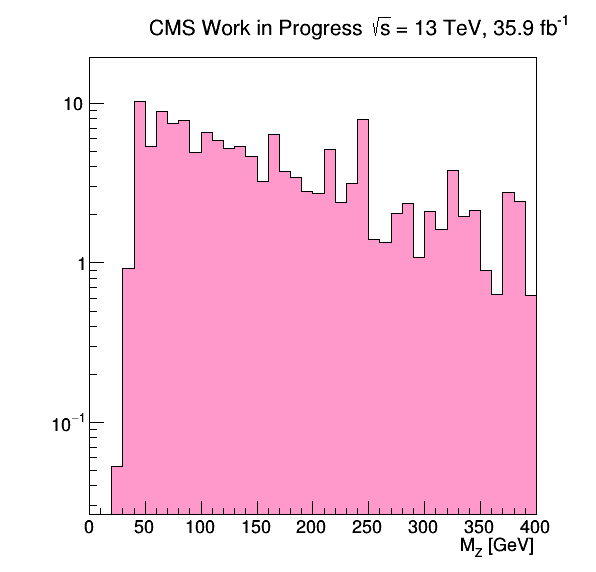 CMS Work in Progress √s = 13 TeV, 35.9 fb⁻¹
10
1
10⁻¹
0 50 100 150 200 250 300 350 400
M_Z [GeV]